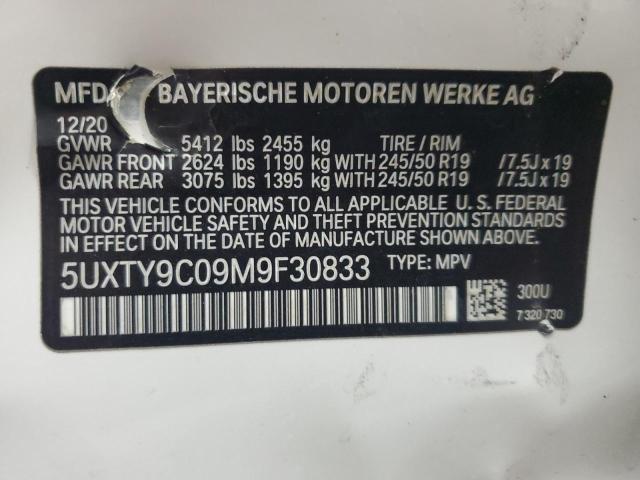 MFD BAYERISCHE MOTOREN WERKE AG
12/20
GVWR 5412 lbs 2455 kg TIRE / RIM
GAWR FRONT 2624 lbs 1190 kg WITH 245/50 R19 /7.5J x 19
GAWR REAR 3075 lbs 1395 kg WITH 245/50 R19 /7.5J x 19
THIS VEHICLE CONFORMS TO ALL APPLICABLE U. S. FEDERAL
MOTOR VEHICLE SAFETY AND THEFT PREVENTION STANDARDS
IN EFFECT ON THE DATE OF MANUFACTURE SHOWN ABOVE.
5UXTY9C09M9F30833 TYPE: MPV
300U
7 320 730